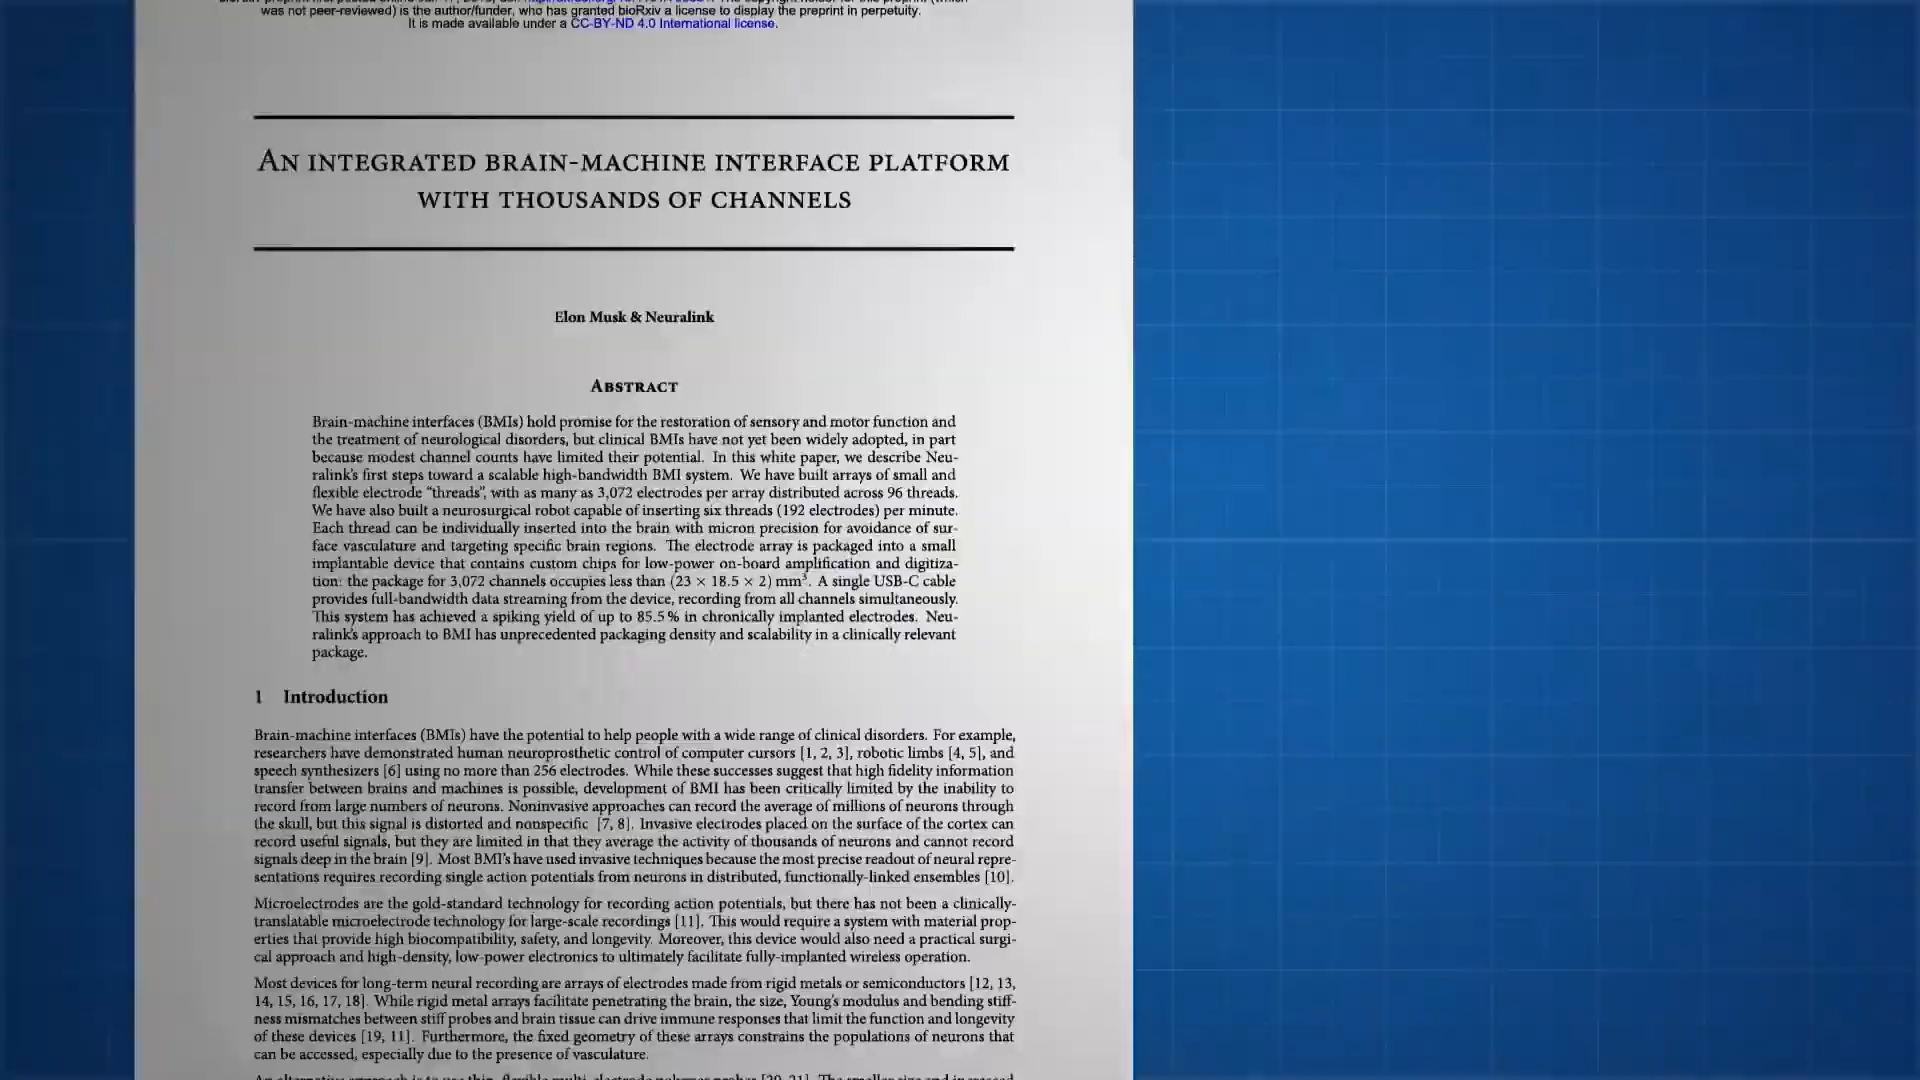 was not peer-reviewed) is the author/funder, who has granted bioRxiv a license to display the preprint in perpetuity.
It is made available under a CC-BY-ND 4.0 International license.
An integrated brain-machine interface platform
with thousands of channels
Elon Musk & Neuralink
Abstract
Brain-machine interfaces (BMIs) hold promise for the restoration of sensory and motor function and
the treatment of neurological disorders, but clinical BMIs have not yet been widely adopted, in part
because modest channel counts have limited their potential. In this white paper, we describe Neu-
ralink's first steps toward a scalable high-bandwidth BMI system. We have built arrays of small and
flexible electrode “threads”, with as many as 3,072 electrodes per array distributed across 96 threads.
We have also built a neurosurgical robot capable of inserting six threads (192 electrodes) per minute.
Each thread can be individually inserted into the brain with micron precision for avoidance of sur-
face vasculature and targeting specific brain regions. The electrode array is packaged into a small
implantable device that contains custom chips for low-power on-board amplification and digitiza-
tion: the package for 3,072 channels occupies less than (23 × 18.5 × 2) mm³. A single USB-C cable
provides full-bandwidth data streaming from the device, recording from all channels simultaneously.
This system has achieved a spiking yield of up to 85.5 % in chronically implanted electrodes. Neu-
ralink's approach to BMI has unprecedented packaging density and scalability in a clinically relevant
package.
1 Introduction
Brain-machine interfaces (BMIs) have the potential to help people with a wide range of clinical disorders. For example,
researchers have demonstrated human neuroprosthetic control of computer cursors [1, 2, 3], robotic limbs [4, 5], and
speech synthesizers [6] using no more than 256 electrodes. While these successes suggest that high fidelity information
transfer between brains and machines is possible, development of BMI has been critically limited by the inability to
record from large numbers of neurons. Noninvasive approaches can record the average of millions of neurons through
the skull, but this signal is distorted and nonspecific [7, 8]. Invasive electrodes placed on the surface of the cortex can
record useful signals, but they are limited in that they average the activity of thousands of neurons and cannot record
signals deep in the brain [9]. Most BMI's have used invasive techniques because the most precise readout of neural repre-
sentations requires recording single action potentials from neurons in distributed, functionally-linked ensembles [10].
Microelectrodes are the gold-standard technology for recording action potentials, but there has not been a clinically-
translatable microelectrode technology for large-scale recordings [11]. This would require a system with material prop-
erties that provide high biocompatibility, safety, and longevity. Moreover, this device would also need a practical surgi-
cal approach and high-density, low-power electronics to ultimately facilitate fully-implanted wireless operation.
Most devices for long-term neural recording are arrays of electrodes made from rigid metals or semiconductors [12, 13,
14, 15, 16, 17, 18]. While rigid metal arrays facilitate penetrating the brain, the size, Young's modulus and bending stiff-
ness mismatches between stiff probes and brain tissue can drive immune responses that limit the function and longevity
of these devices [19, 11]. Furthermore, the fixed geometry of these arrays constrains the populations of neurons that
can be accessed, especially due to the presence of vasculature.